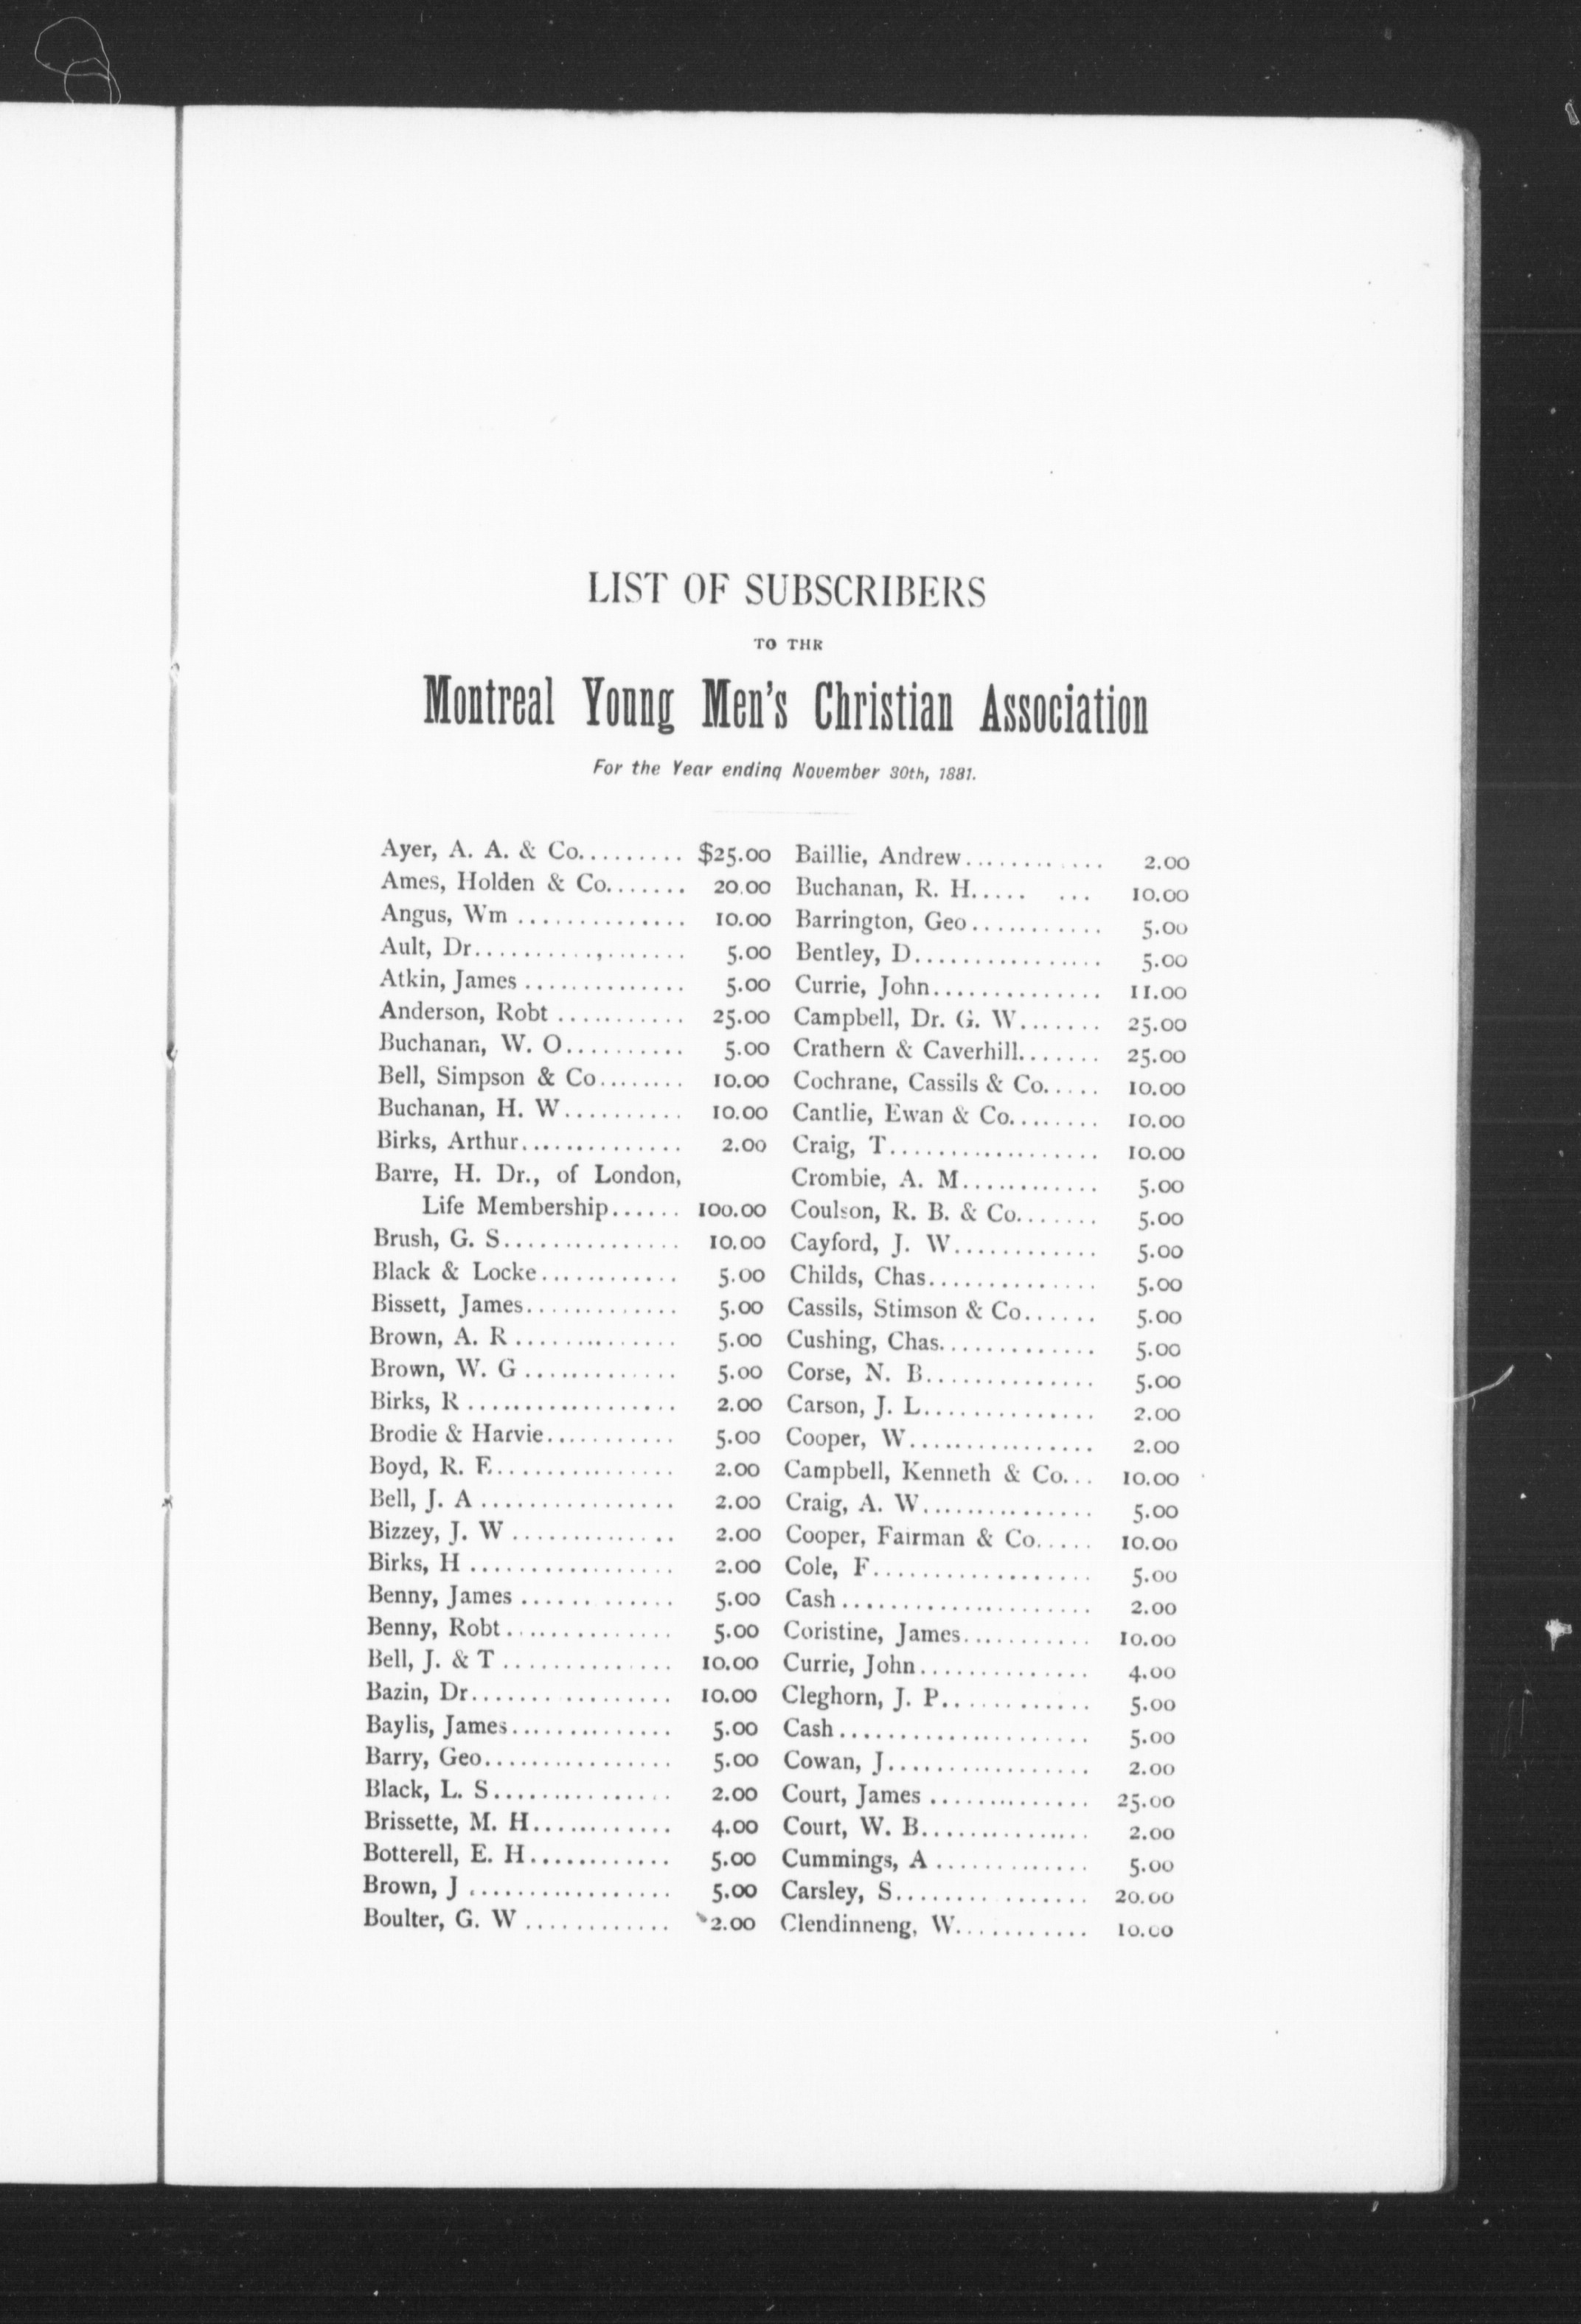 LIST OF SUBSCRIBERS
TO THE
Montreal Young Men's Christian Association
For the Year ending November 30th, 1881.
Ayer, A. A. & Co......... $25.00
Ames, Holden & Co....... 20.00
Angus, Wm .............. 10.00
Ault, Dr..........,....... 5.00
Atkin, James .............. 5.00
Anderson, Robt ........... 25.00
Buchanan, W. O.......... 5.00
Bell, Simpson & Co........ 10.00
Buchanan, H. W.......... 10.00
Birks, Arthur.............. 2.00
Barre, H. Dr., of London,
Life Membership...... 100.00
Brush, G. S............... 10.00
Black & Locke............ 5.00
Bissett, James............. 5.00
Brown, A. R .............. 5.00
Brown, W. G ............. 5.00
Birks, R .................. 2.00
Brodie & Harvie........... 5.00
Boyd, R. F................ 2.00
Bell, J. A ................ 2.00
Bizzey, J. W .............. 2.00
Birks, H ................. 2.00
Benny, James ............. 5.00
Benny, Robt .............. 5.00
Bell, J. & T .............. 10.00
Bazin, Dr................. 10.00
Baylis, James.............. 5.00
Barry, Geo................ 5.00
Black, L. S............... 2.00
Brissette, M. H............ 4.00
Botterell, E. H............ 5.00
Brown, J ................. 5.00
Boulter, G. W ............ 2.00
Baillie, Andrew............ 2.00
Buchanan, R. H..... ... 10.00
Barrington, Geo........... 5.00
Bentley, D................ 5.00
Currie, John.............. 11.00
Campbell, Dr. G. W....... 25.00
Crathern & Caverhill....... 25.00
Cochrane, Cassils & Co..... 10.00
Cantlie, Ewan & Co........ 10.00
Craig, T.................. 10.00
Crombie, A. M............ 5.00
Coulson, R. B. & Co....... 5.00
Cayford, J. W............ 5.00
Childs, Chas.............. 5.00
Cassils, Stimson & Co...... 5.00
Cushing, Chas............. 5.00
Corse, N. B.............. 5.00
Carson, J. L............... 2.00
Cooper, W................ 2.00
Campbell, Kenneth & Co... 10.00
Craig, A. W............... 5.00
Cooper, Fairman & Co..... 10.00
Cole, F................... 5.00
Cash ..................... 2.00
Coristine, James........... 10.00
Currie, John.............. 4.00
Cleghorn, J. P............. 5.00
Cash ..................... 5.00
Cowan, J................. 2.00
Court, James ............. 25.00
Court, W. B.............. 2.00
Cummings, A ............. 5.00
Carsley, S................ 20.00
Clendinneng, W........... 10.00